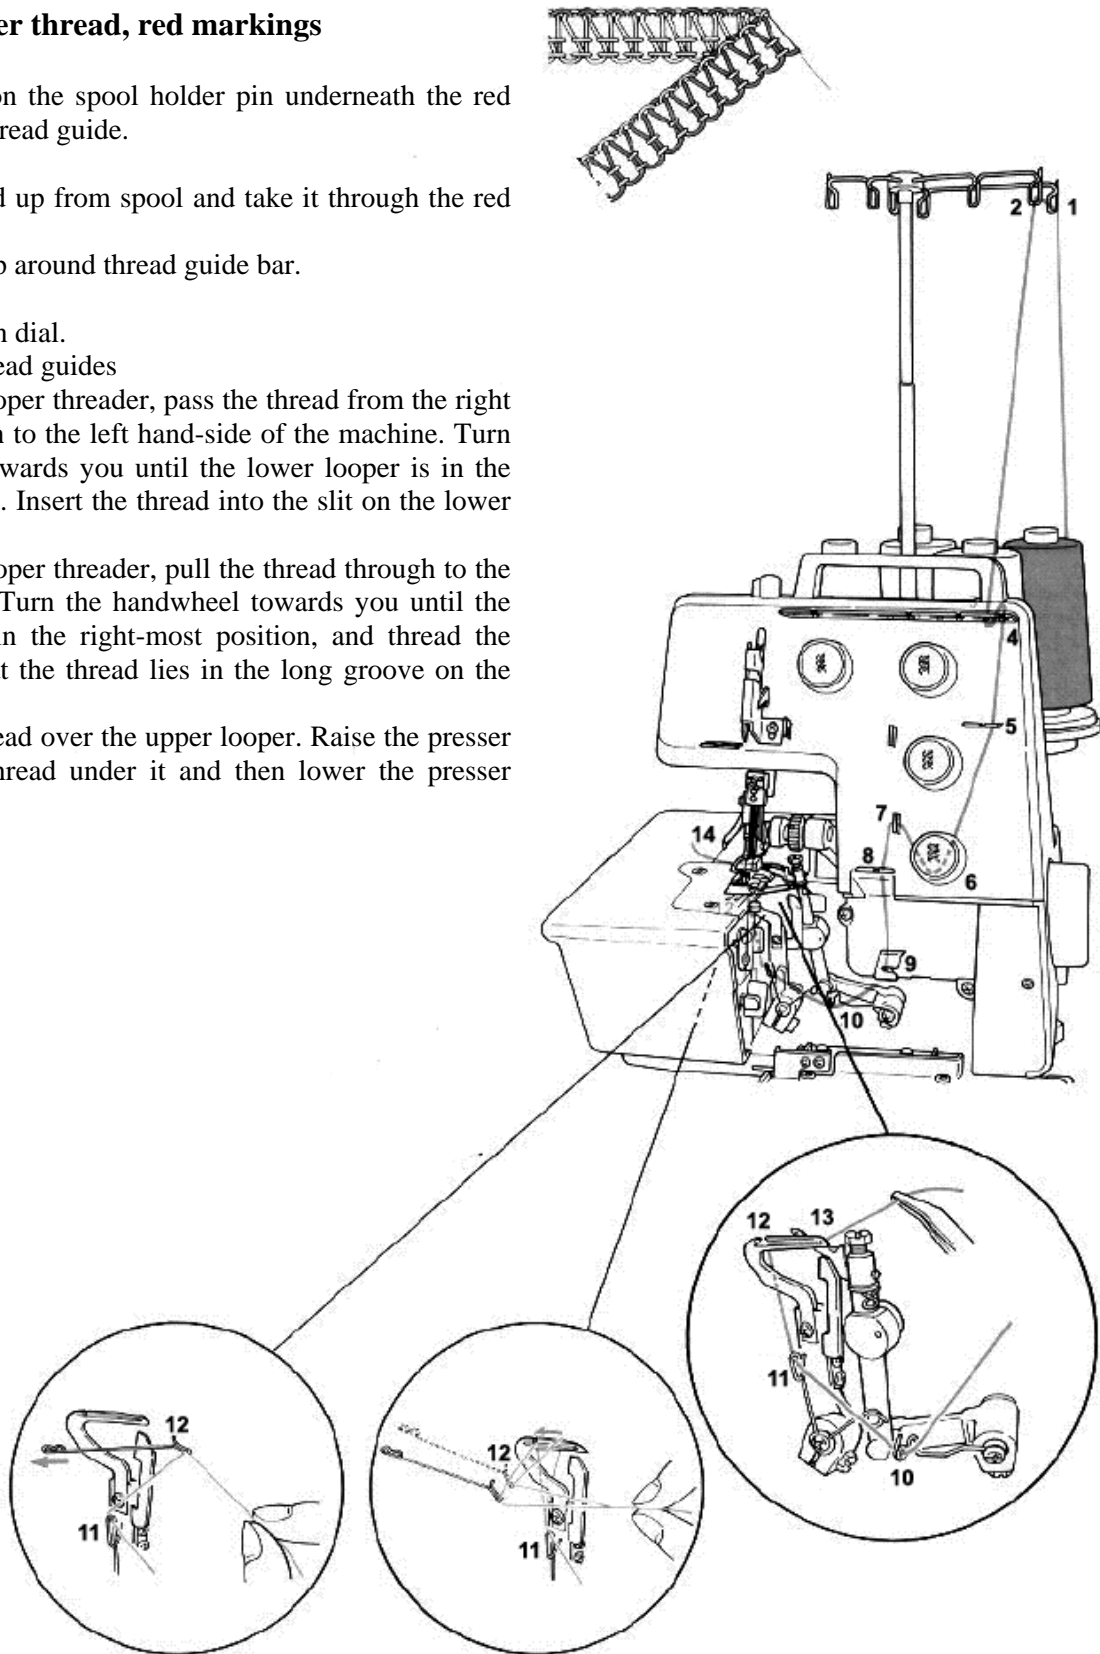 er thread, red markings
on the spool holder pin underneath the red
read guide.
d up from spool and take it through the red
p around thread guide bar.
n dial.
ead guides
oper threader, pass the thread from the right
n to the left hand-side of the machine. Turn
wards you until the lower looper is in the
. Insert the thread into the slit on the lower
oper threader, pull the thread through to the
Turn the handwheel towards you until the
in the right-most position, and thread the
at the thread lies in the long groove on the
ead over the upper looper. Raise the presser
hread under it and then lower the presser
2 1
4
5
7
14
8
6
9
10
12 13
11
10
12
11
12
11